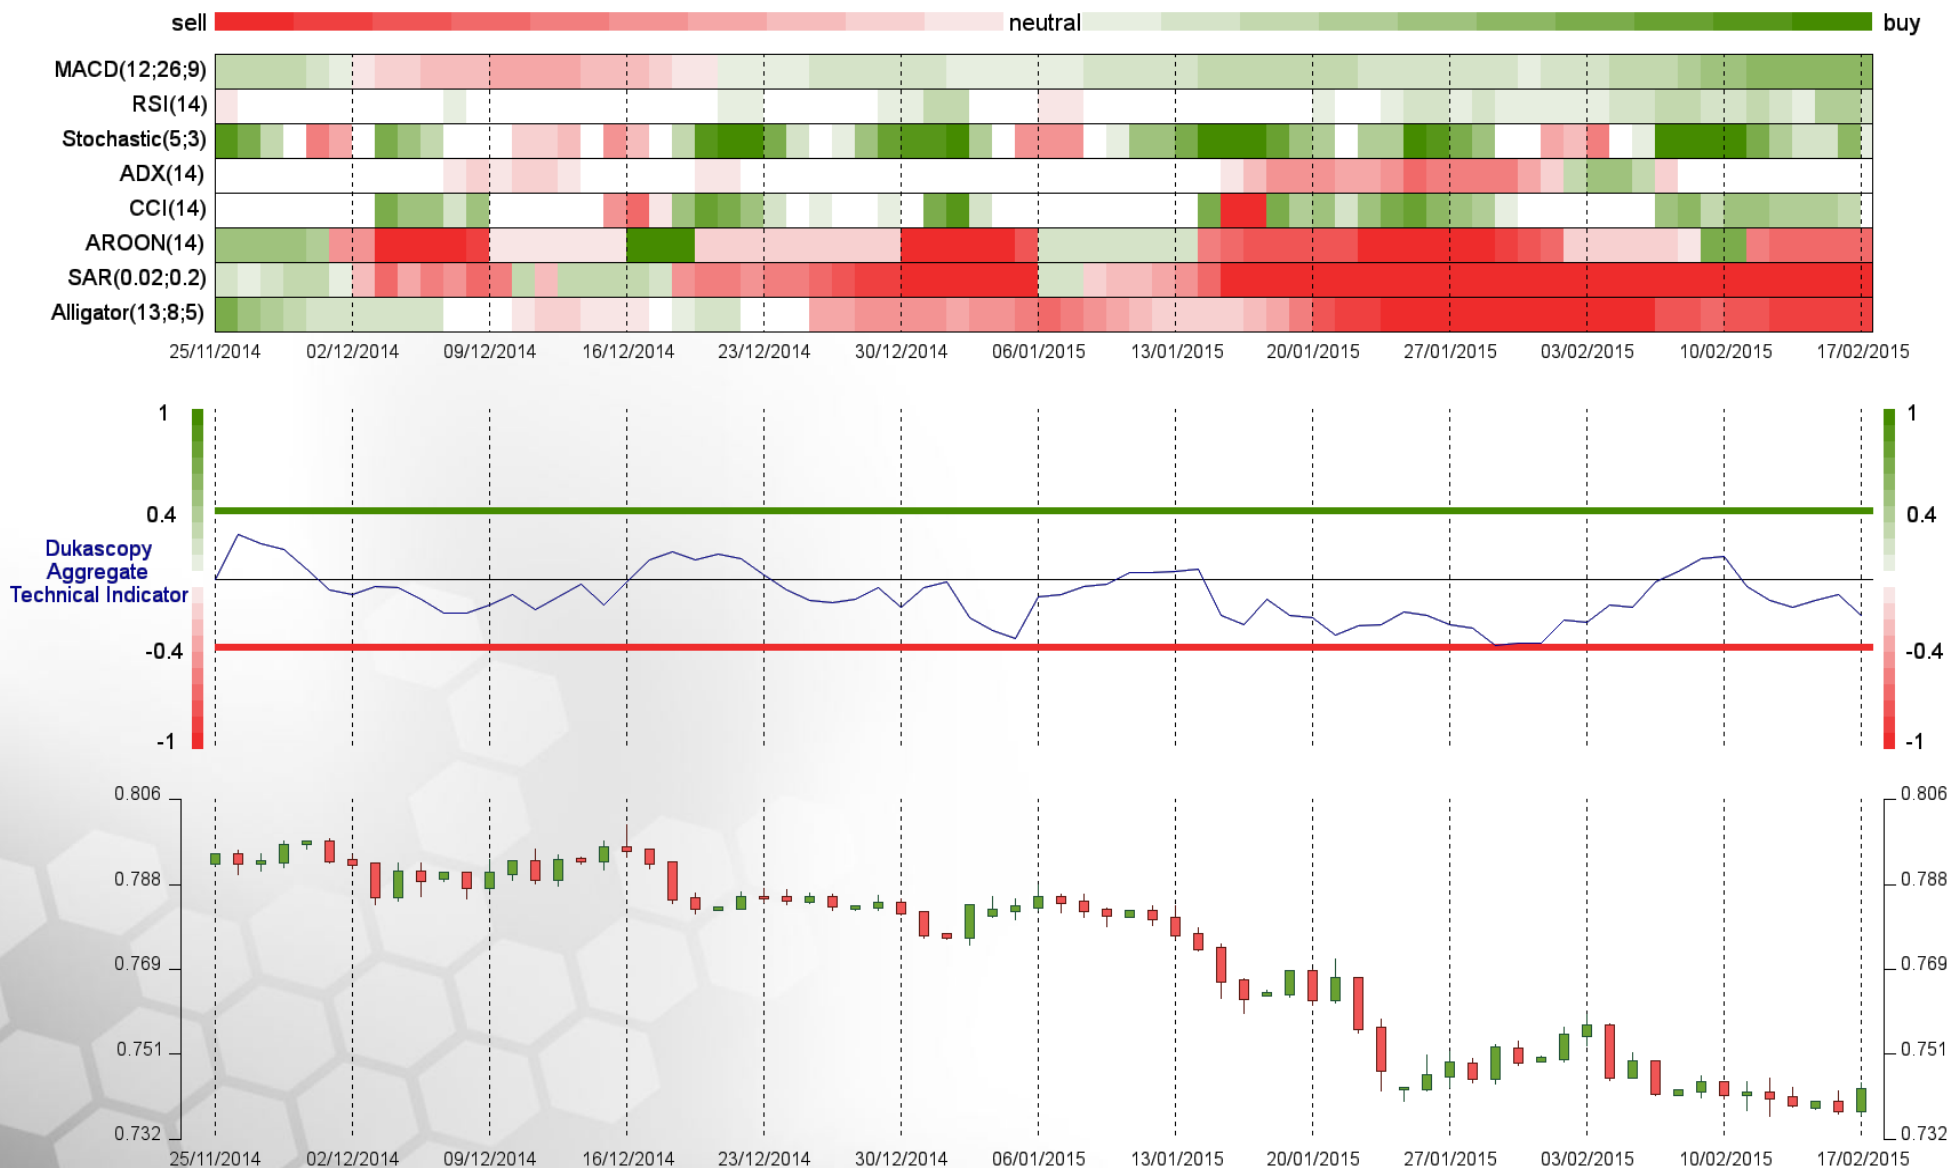 sell neutral buy
MACD(12;26;9)
RSI(14)
Stochastic(5;3)
ADX(14)
CCI(14)
AROON(14)
SAR(0.02;0.2)
Alligator(13;8;5)
25/11/2014 02/12/2014 09/12/2014 16/12/2014 23/12/2014 30/12/2014 06/01/2015 13/01/2015 20/01/2015 27/01/2015 03/02/2015 10/02/2015 17/02/2015
1 1
0.4 0.4
Dukascopy
Aggregate
Technical Indicator
-0.4 -0.4
-1 -1
0.806 0.806
0.788 0.788
0.769 0.769
0.751 0.751
0.732 0.732
25/11/2014 02/12/2014 09/12/2014 16/12/2014 23/12/2014 30/12/2014 06/01/2015 13/01/2015 20/01/2015 27/01/2015 03/02/2015 10/02/2015 17/02/2015